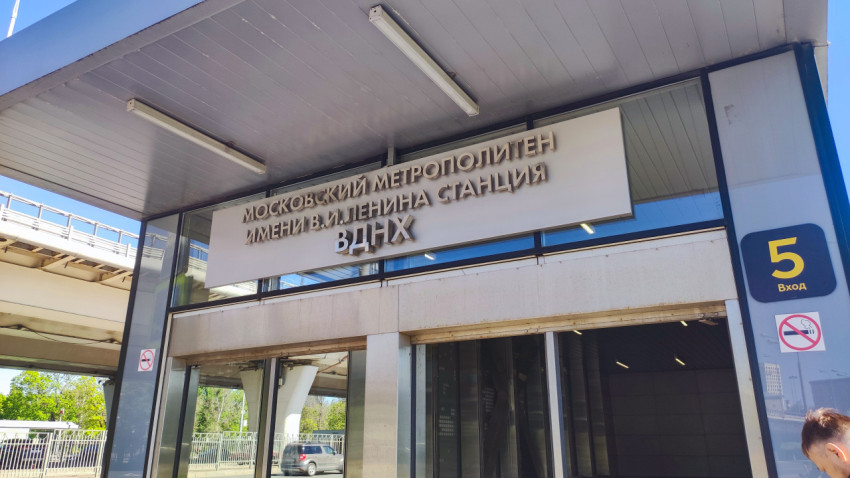 МОСКОВСКИЙ МЕТРОПОЛИТЕН
ИМЕНИ В.И.ЛЕНИНА СТАНЦИЯ
ВДНХ
5
Вход